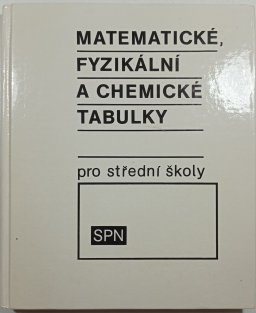 MATEMATICKÉ,
FYZIKÁLNÍ
A CHEMICKÉ
TABULKY
pro střední školy
SPN